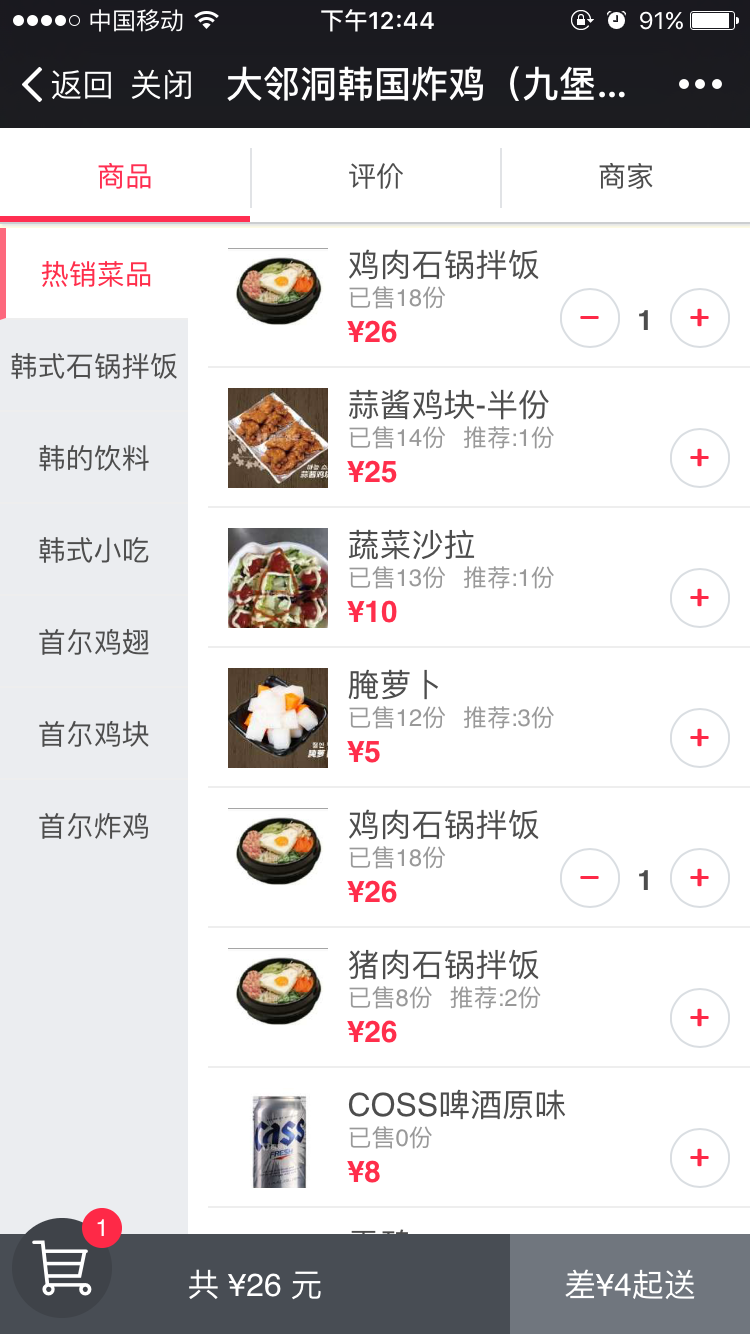 中国移动 下午12:44 91%
返回 关闭 大邻洞韩国炸鸡（九堡...
商品 评价 商家
热销菜品
韩式石锅拌饭
韩的饮料
韩式小吃
首尔鸡翅
首尔鸡块
首尔炸鸡
鸡肉石锅拌饭
已售18份
¥26
1
蒜酱鸡块-半份
已售14份 推荐:1份
¥25
蔬菜沙拉
已售13份 推荐:1份
¥10
腌萝卜
已售12份 推荐:3份
¥5
鸡肉石锅拌饭
已售18份
¥26
1
猪肉石锅拌饭
已售8份 推荐:2份
¥26
COSS啤酒原味
已售0份
¥8
Cass
FRESH
1
共 ¥26 元
差¥4起送